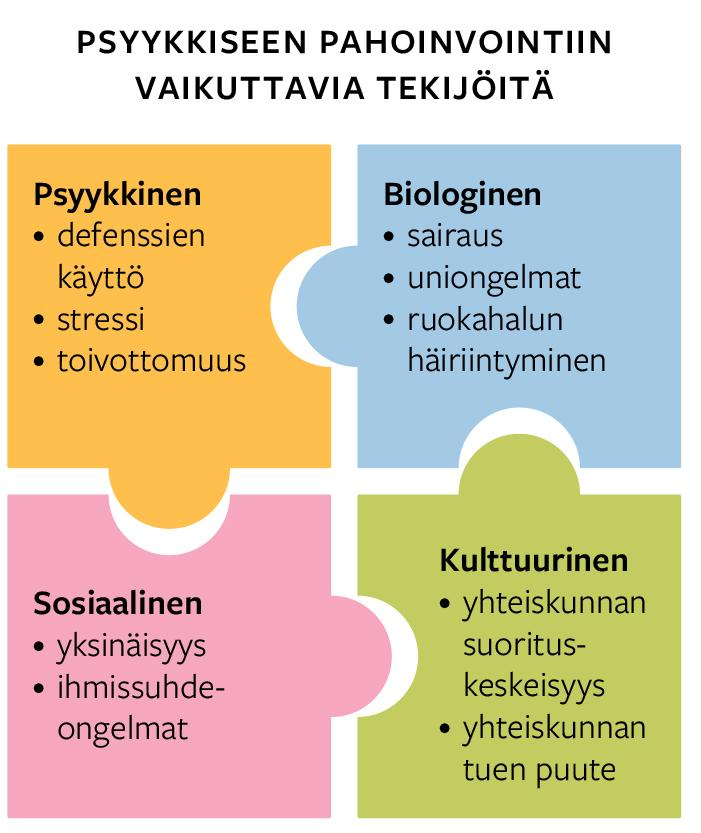 PSYYKKISEEN PAHOINVOINTIIN
VAIKUTTAVIA TEKIJÖITÄ
Psyykkinen
• defenssien
käyttö
• stressi
• toivottomuus
Biologinen
• sairaus
• uniongelmat
• ruokahalun
häiriintyminen
Sosiaalinen
• yksinäisyys
• ihmissuhde-
ongelmat
Kulttuurinen
• yhteiskunnan
suoritus-
keskeisyys
• yhteiskunnan
tuen puute